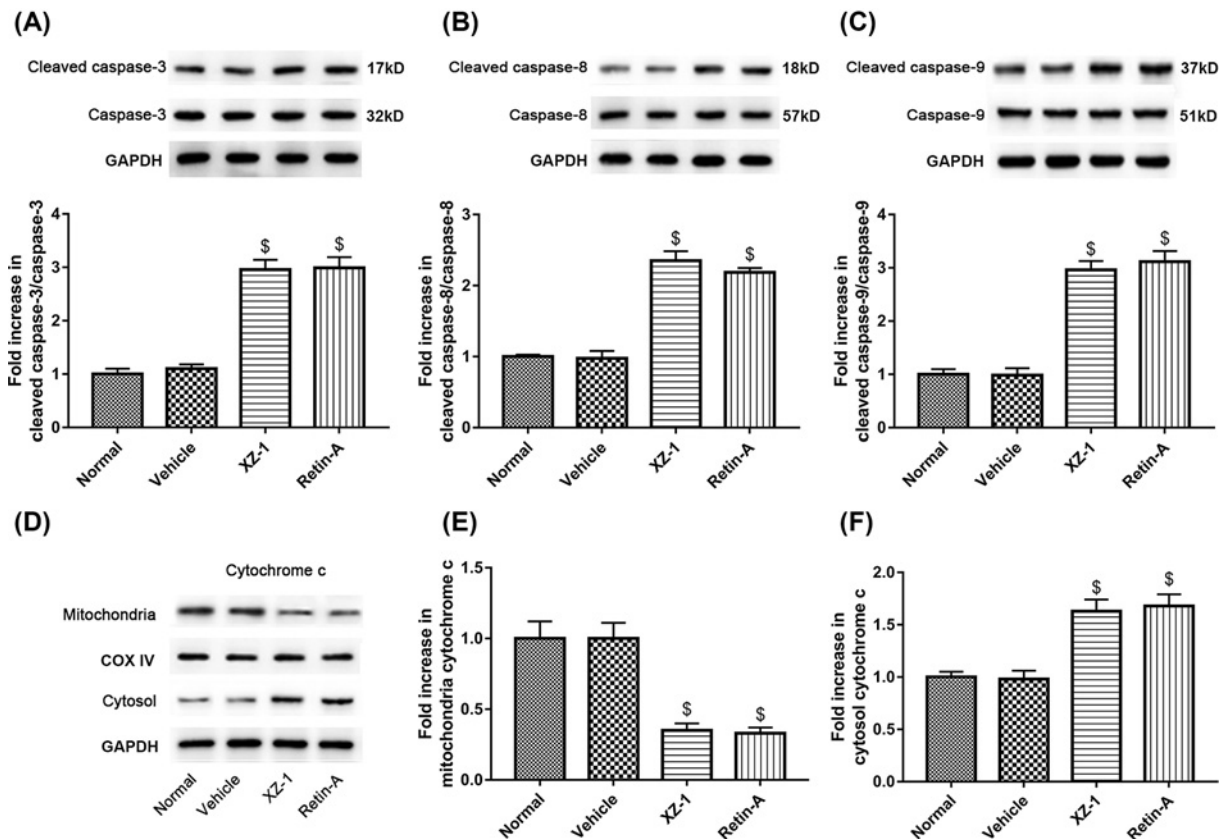 (A)
Cleaved caspase-3 17kD
Caspase-3 32kD
GAPDH
Fold increase in
cleaved caspase-3/caspase-3
4
3
2
1
0
$ $
Normal Vehicle XZ-1 Retin-A
(B)
Cleaved caspase-8 18kD
Caspase-8 57kD
GAPDH
Fold increase in
cleaved caspase-8/caspase-8
3
2
1
0
$ $
Normal Vehicle XZ-1 Retin-A
(C)
Cleaved caspase-9 37kD
Caspase-9 51kD
GAPDH
Fold increase in
cleaved caspase-9/caspase-9
4
3
2
1
0
$ $
Normal Vehicle XZ-1 Retin-A
(D)
Cytochrome c
Mitochondria
COX IV
Cytosol
GAPDH
Normal Vehicle XZ-1 Retin-A
(E)
Fold increase in
mitochondria cytochrome c
1.5
1.0
0.5
0.0
$ $
Normal Vehicle XZ-1 Retin-A
(F)
Fold increase in
cytosol cytochrome c
2.0
1.5
1.0
0.5
0.0
$ $
Normal Vehicle XZ-1 Retin-A